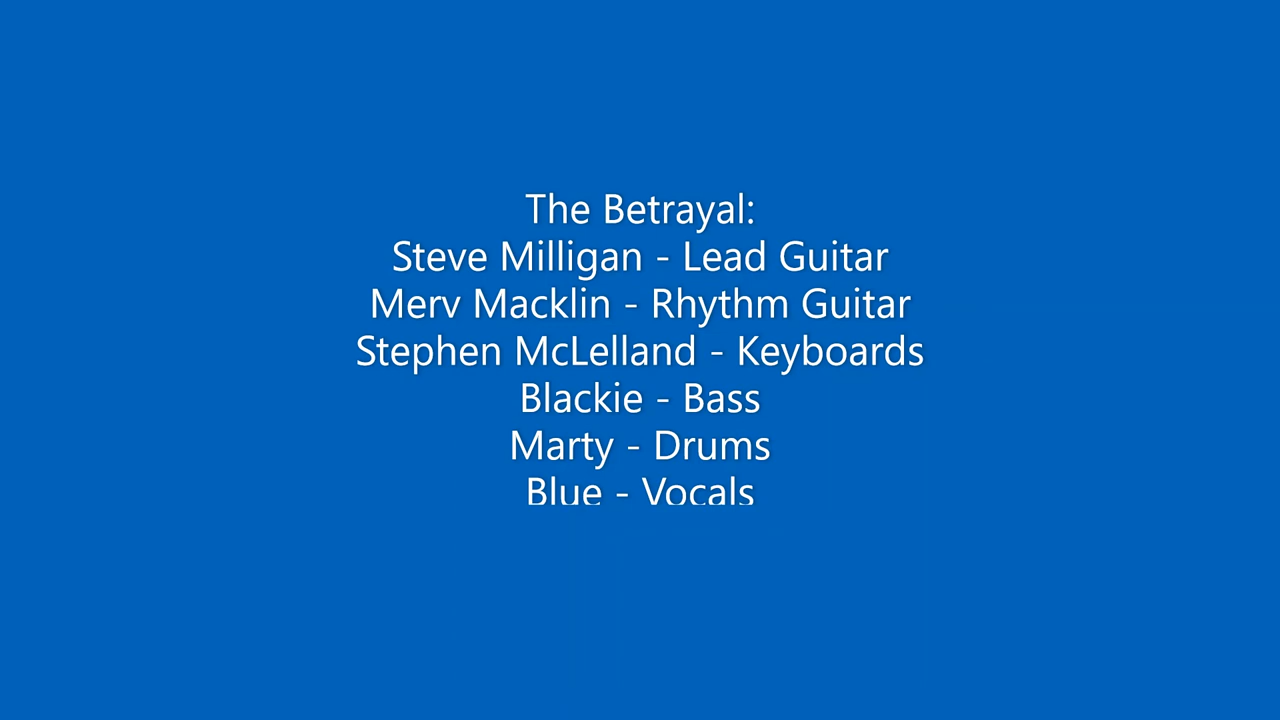 The Betrayal:
Steve Milligan - Lead Guitar
Merv Macklin - Rhythm Guitar
Stephen McLelland - Keyboards
Blackie - Bass
Marty - Drums
Blue - Vocals